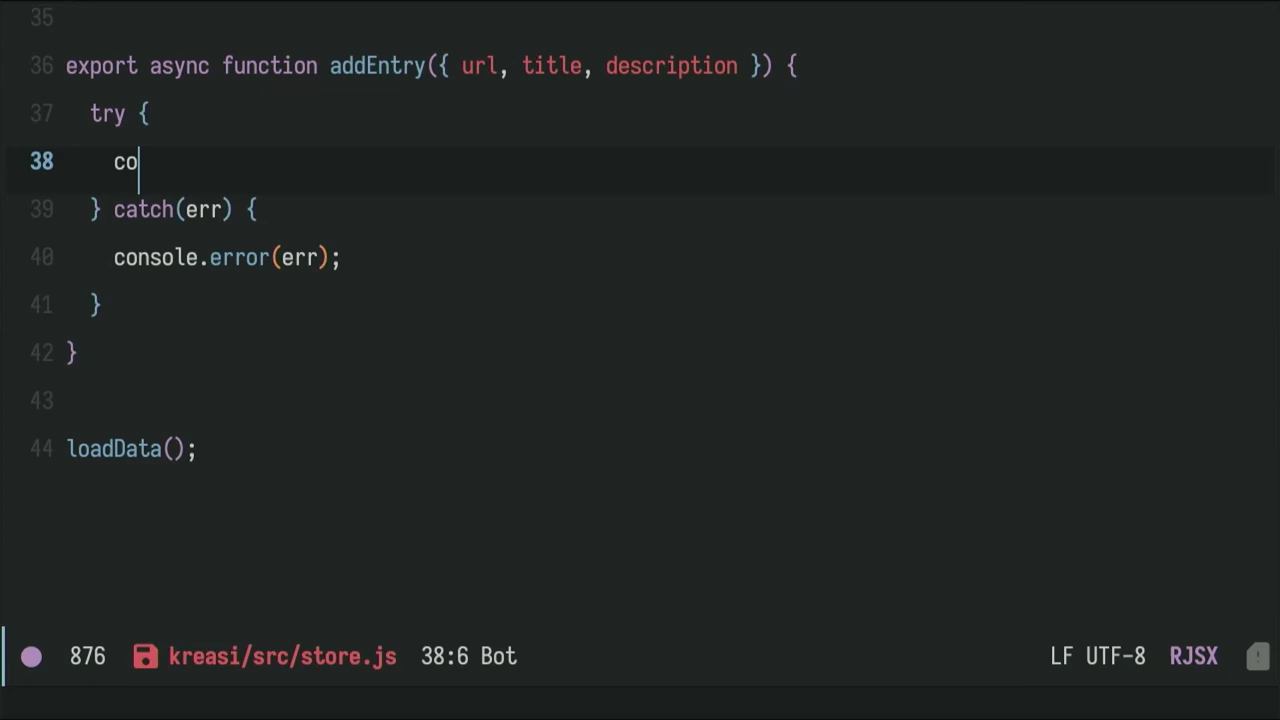 35
36 export async function addEntry({ url, title, description }) {
37 try {
38 co
39 } catch(err) {
40 console.error(err);
41 }
42 }
43
44 loadData();
876 kreasi/src/store.js 38:6 Bot LF UTF-8 RJSX